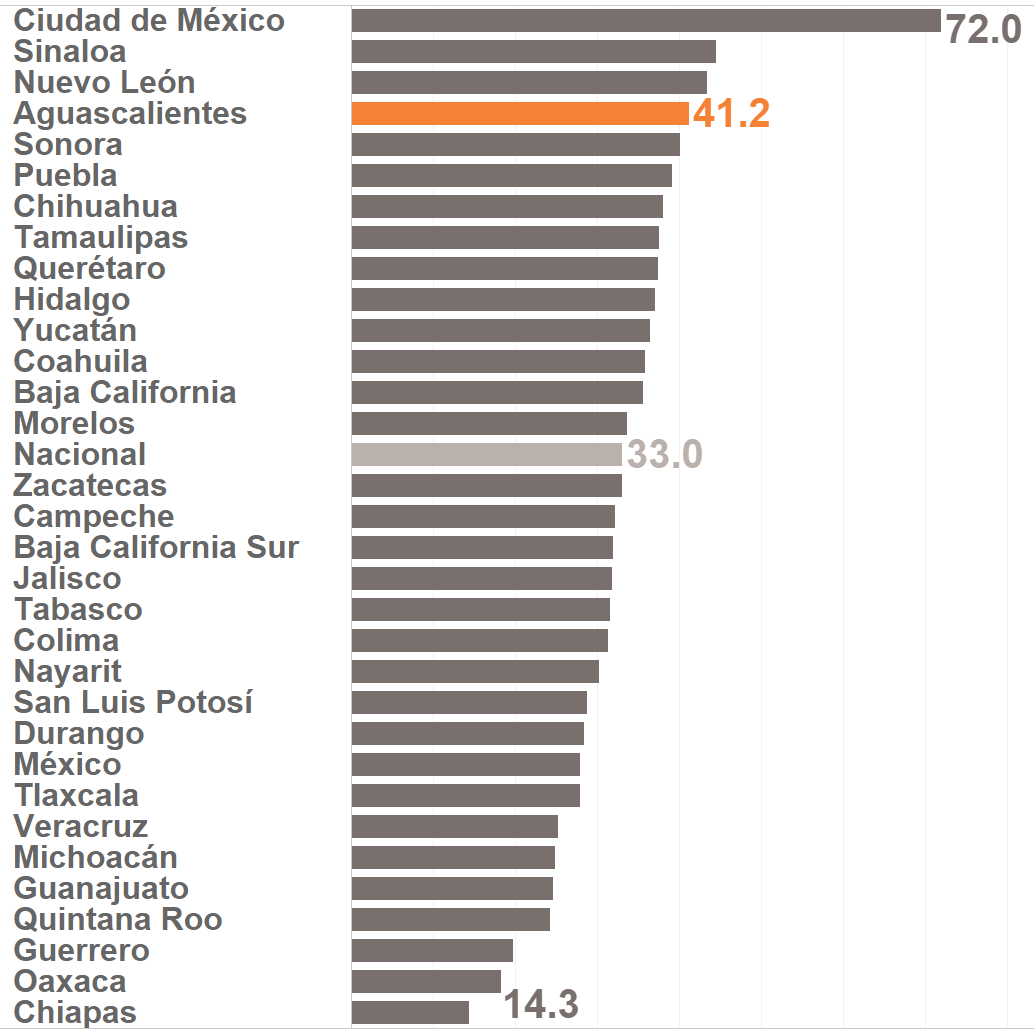 Ciudad de México 72.0
Sinaloa
Nuevo León
Aguascalientes 41.2
Sonora
Puebla
Chihuahua
Tamaulipas
Querétaro
Hidalgo
Yucatán
Coahuila
Baja California
Morelos
Nacional 33.0
Zacatecas
Campeche
Baja California Sur
Jalisco
Tabasco
Colima
Nayarit
San Luis Potosí
Durango
México
Tlaxcala
Veracruz
Michoacán
Guanajuato
Quintana Roo
Guerrero
Oaxaca
Chiapas 14.3